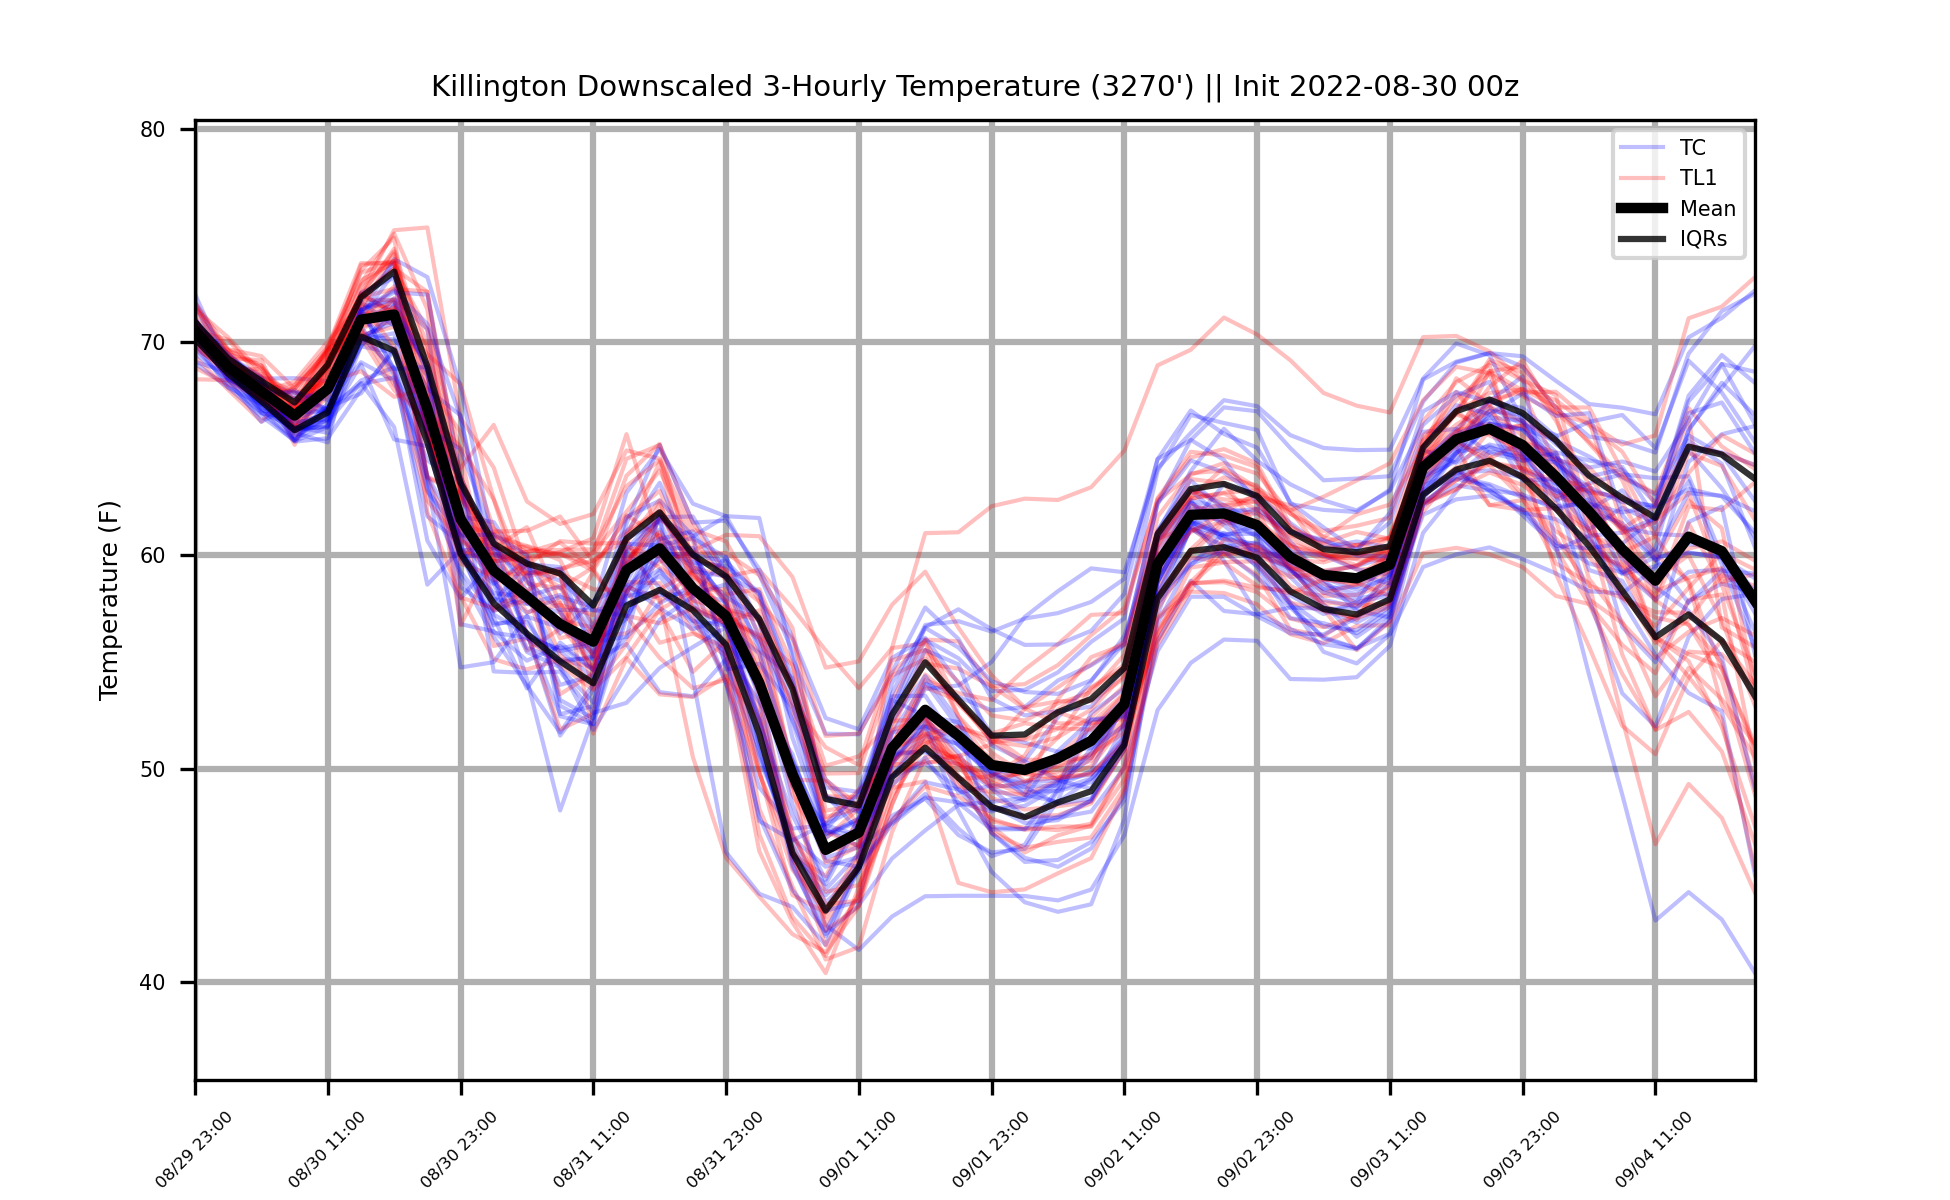 Killington Downscaled 3-Hourly Temperature (3270') || Init 2022-08-30 00z
TC
TL1
Mean
IQRs
Temperature (F)
80
70
60
50
40
08/29 23:00
08/30 11:00
08/30 23:00
08/31 11:00
08/31 23:00
09/01 11:00
09/01 23:00
09/02 11:00
09/02 23:00
09/03 11:00
09/03 23:00
09/04 11:00